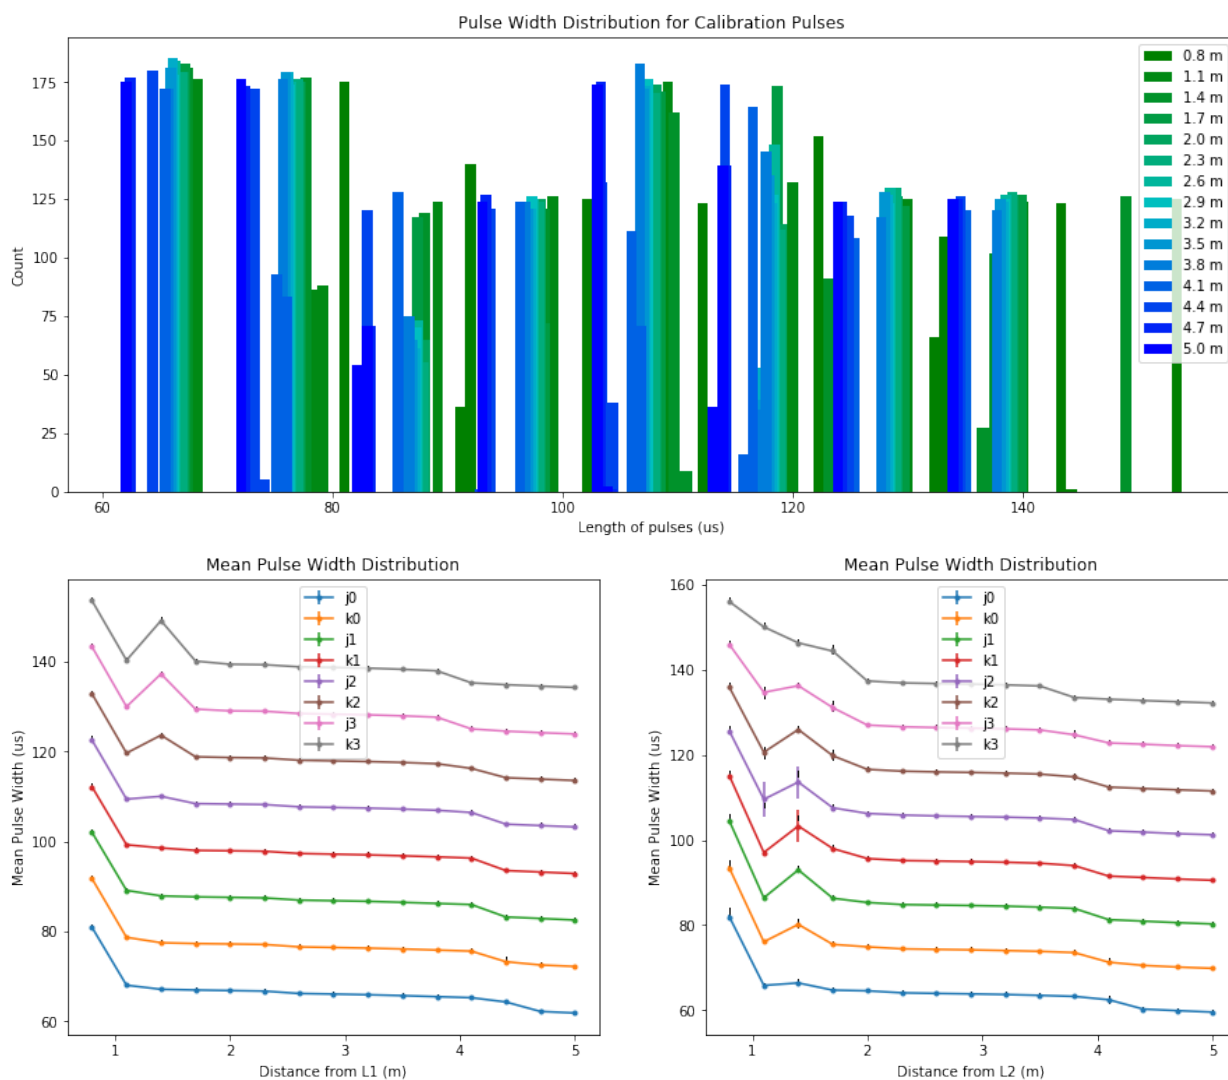 Pulse Width Distribution for Calibration Pulses
Count
175
150
125
100
75
50
25
0
60
80
100
120
140
Length of pulses (us)
0.8 m
1.1 m
1.4 m
1.7 m
2.0 m
2.3 m
2.6 m
2.9 m
3.2 m
3.5 m
3.8 m
4.1 m
4.4 m
4.7 m
5.0 m
Mean Pulse Width Distribution
Mean Pulse Width (us)
140
120
100
80
60
1
2
3
4
5
Distance from L1 (m)
j0
k0
j1
k1
j2
k2
j3
k3
Mean Pulse Width Distribution
Mean Pulse Width (us)
160
140
120
100
80
60
1
2
3
4
5
Distance from L2 (m)
j0
k0
j1
k1
j2
k2
j3
k3